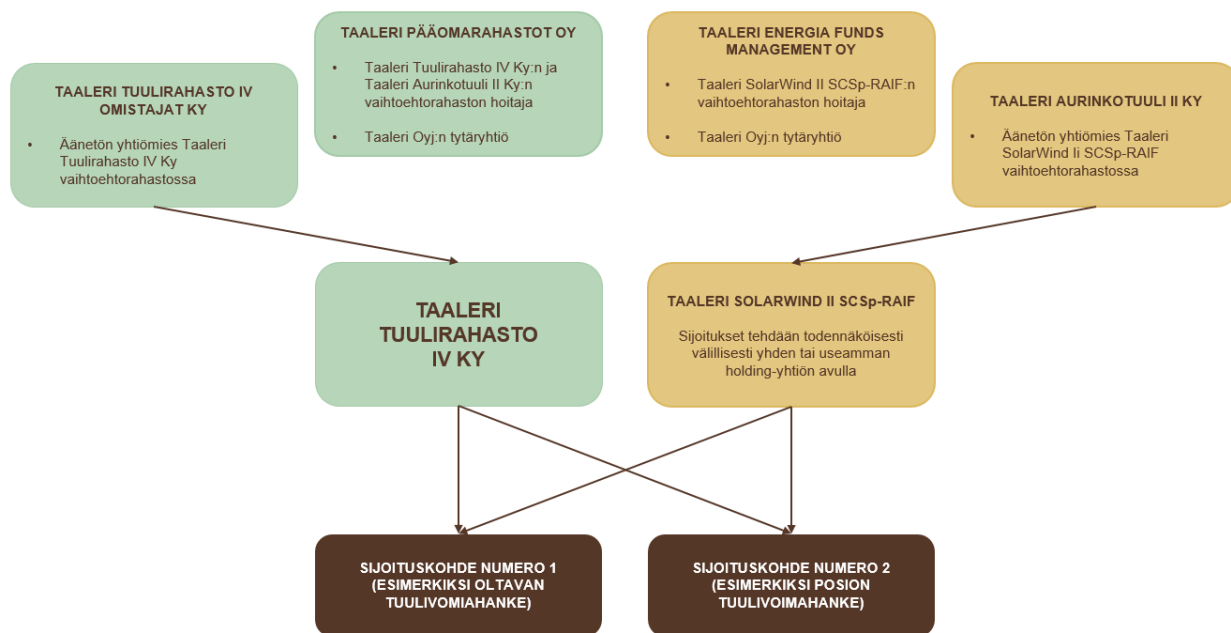 TAALERI TUULIRAHASTO IV
OMISTAJAT KY
• Äänetön yhtiömies Taaleri
Tuulirahasto IV Ky
vaihtoehtorahastossa
TAALERI PÄÄOMARAHASTOT OY
• Taaleri Tuulirahasto IV Ky:n ja
Taaleri Aurinkotuuli II Ky:n
vaihtoehtorahaston hoitaja
• Taaleri Oyj:n tytäryhtiö
TAALERI ENERGIA FUNDS
MANAGEMENT OY
• Taaleri SolarWind II SCSp-RAIF:n
vaihtoehtorahaston hoitaja
• Taaleri Oyj:n tytäryhtiö
TAALERI AURINKOTUULI II KY
• Äänetön yhtiömies Taaleri
SolarWind Ii SCSp-RAIF
vaihtoehtorahastossa
TAALERI
TUULIRAHASTO
IV KY
TAALERI SOLARWIND II SCSp-RAIF
Sijoitukset tehdään todennäköisesti
välillisesti yhden tai useamman
holding-yhtiön avulla
SIJOITUSKOHDE NUMERO 1
(ESIMERKIKSI OLTAVAN
TUULIVOMIAHANKE)
SIJOITUSKOHDE NUMERO 2
(ESIMERKIKSI POSION
TUULIVOIMAHANKE)